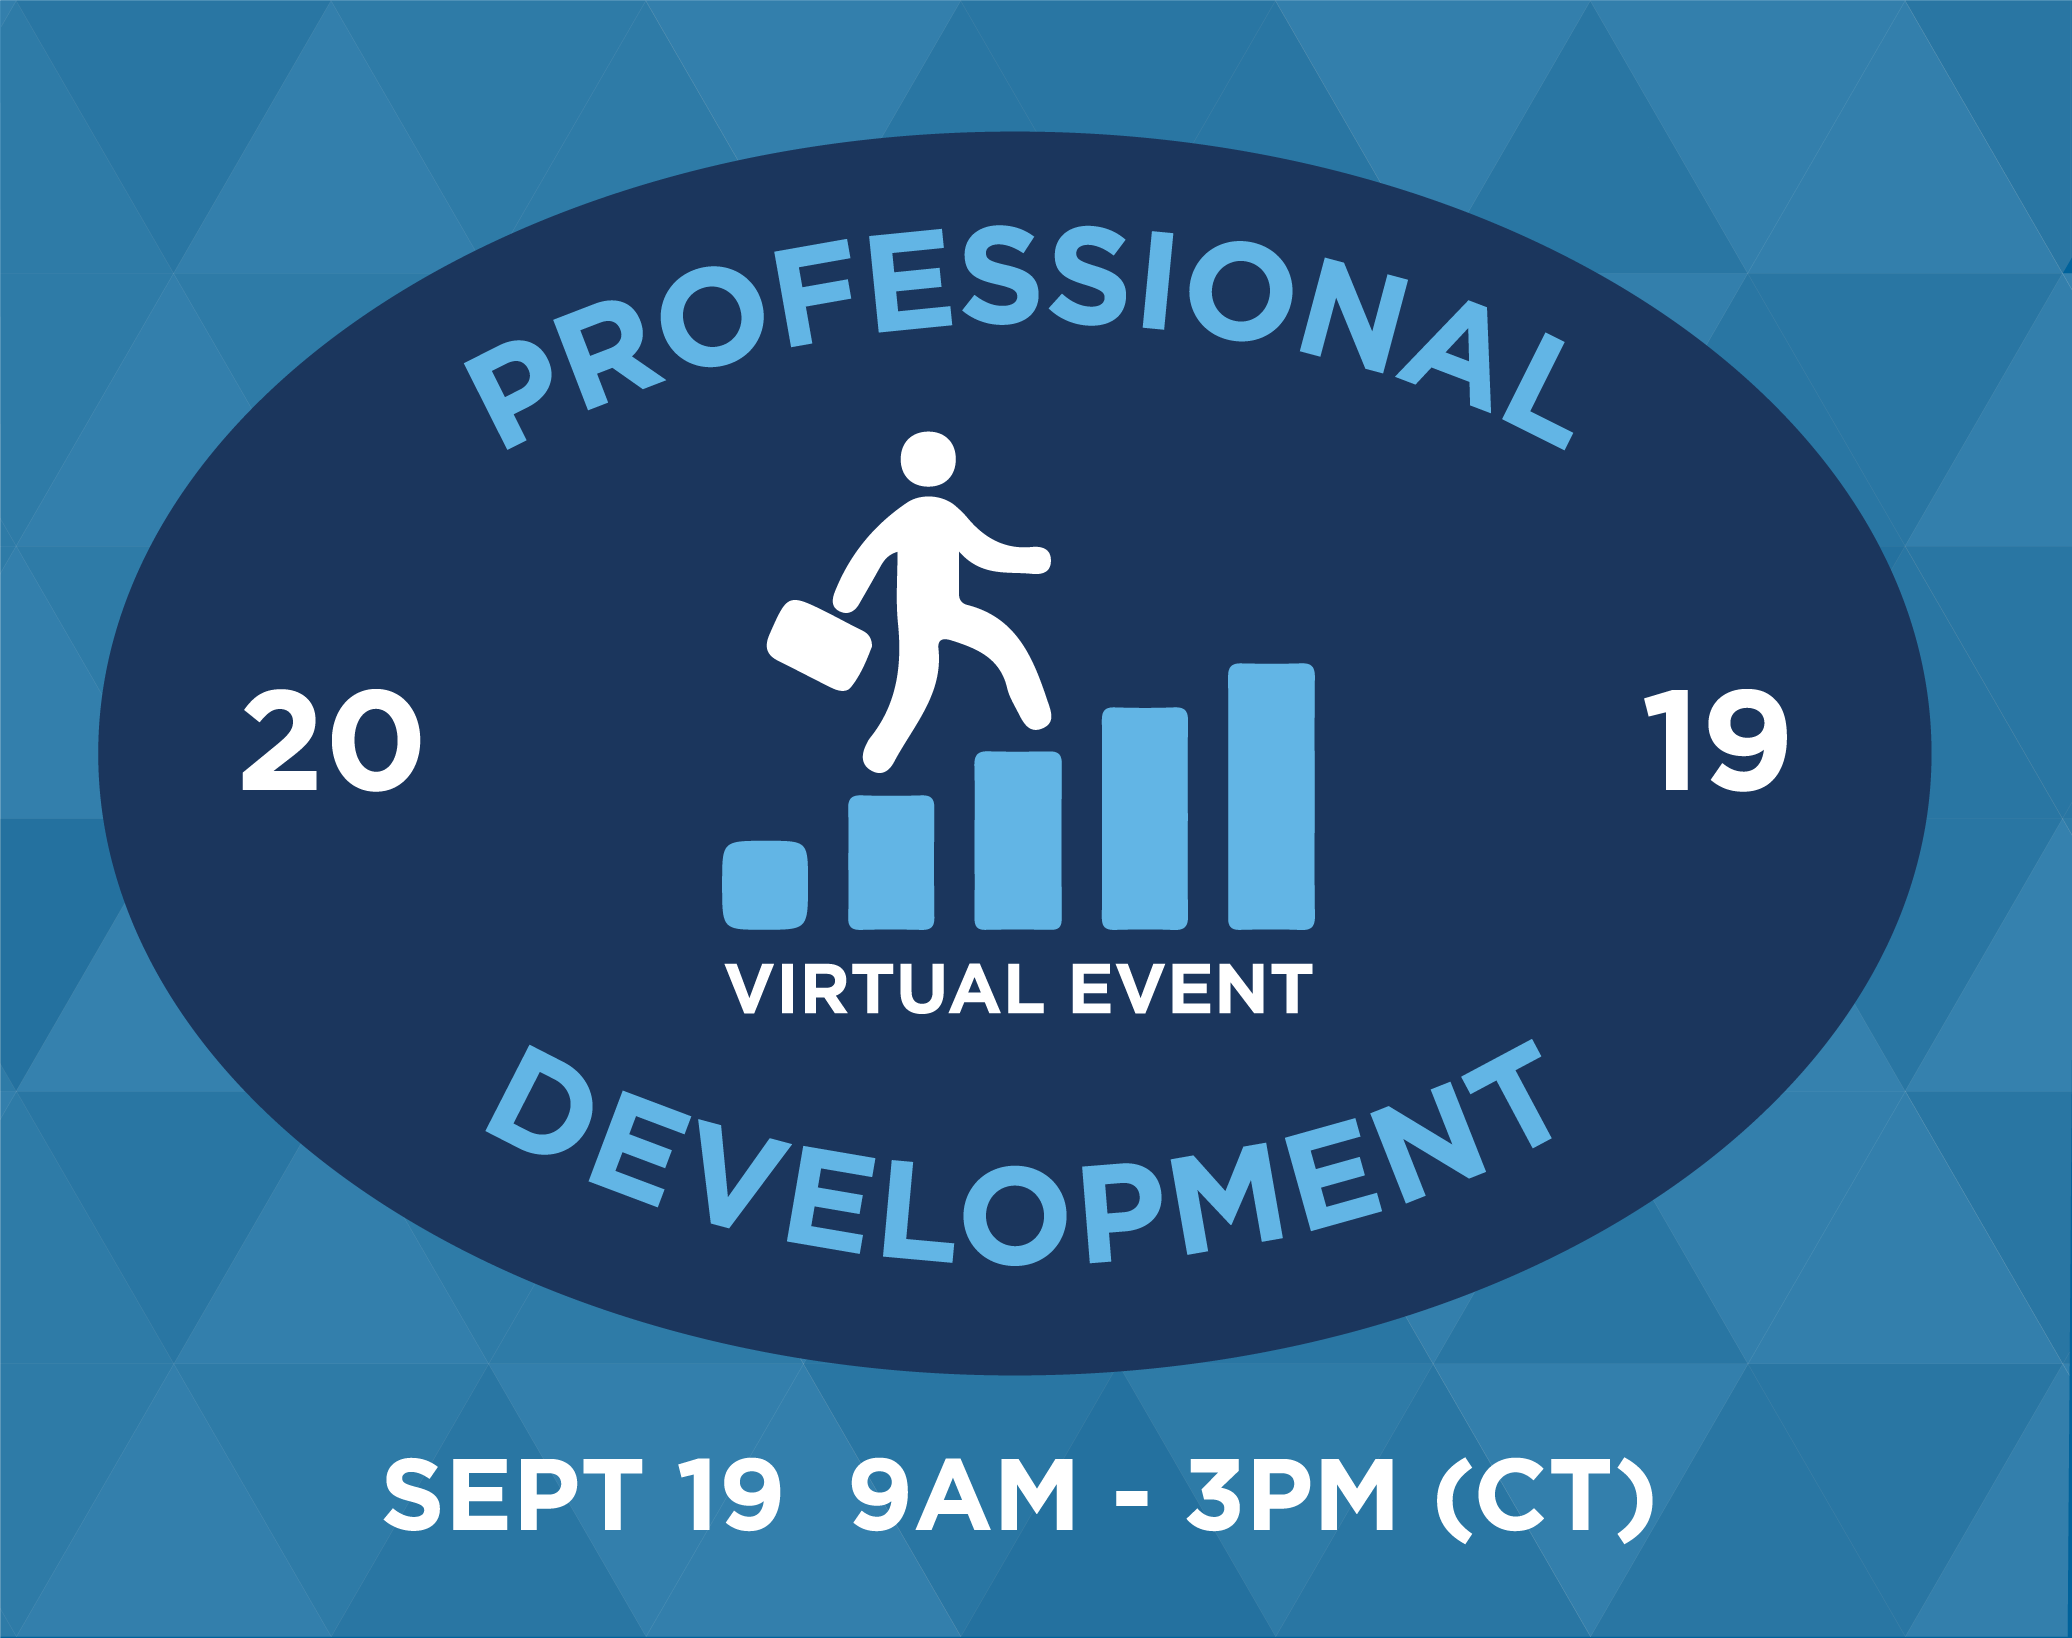 PROFESSIONAL
20 19
VIRTUAL EVENT
DEVELOPMENT
SEPT 19 9AM - 3PM (CT)